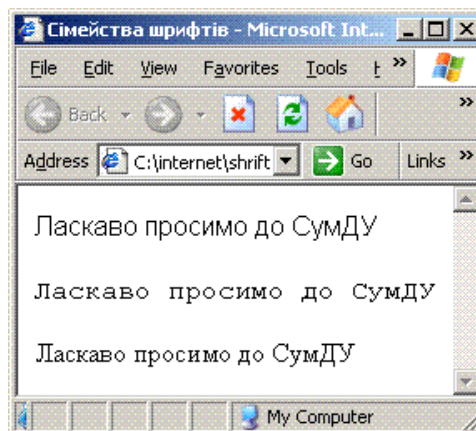 Сімейства шрифтів - Microsoft Int...
File Edit View Favorites Tools »
Back »
Address C:\internet\shrift Go Links »
Ласкаво просимо до СумДУ
Ласкаво просимо до СумДУ
Ласкаво просимо до СумДУ
My Computer